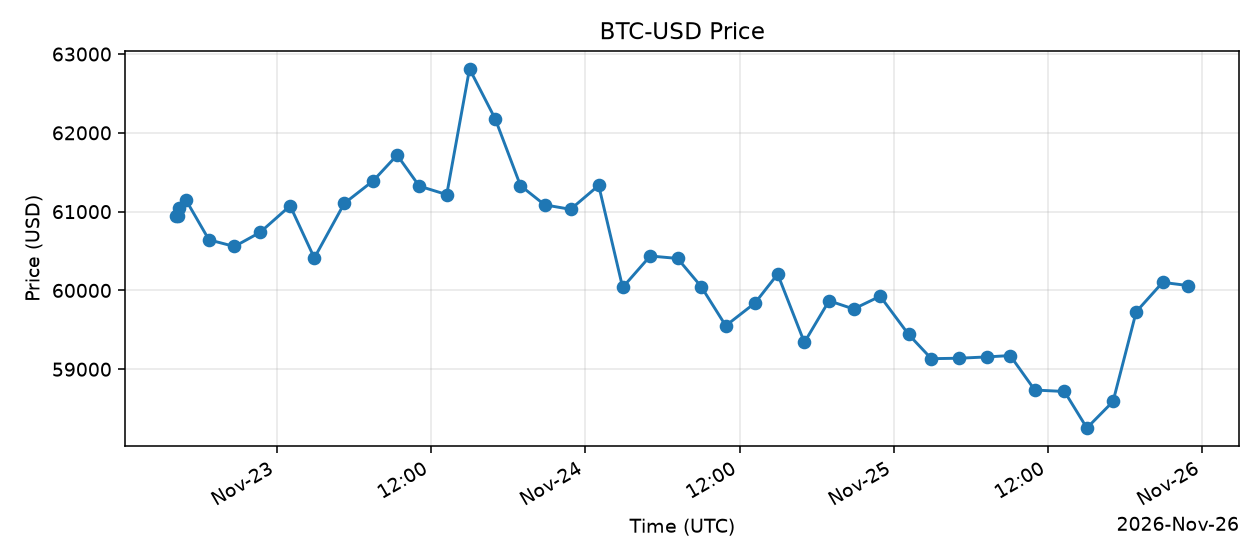 BTC-USD Price
63000
62000
61000
60000
59000
Price (USD)
Nov-23
12:00
Nov-24
12:00
Nov-25
12:00
Nov-26
Time (UTC)
2026-Nov-26